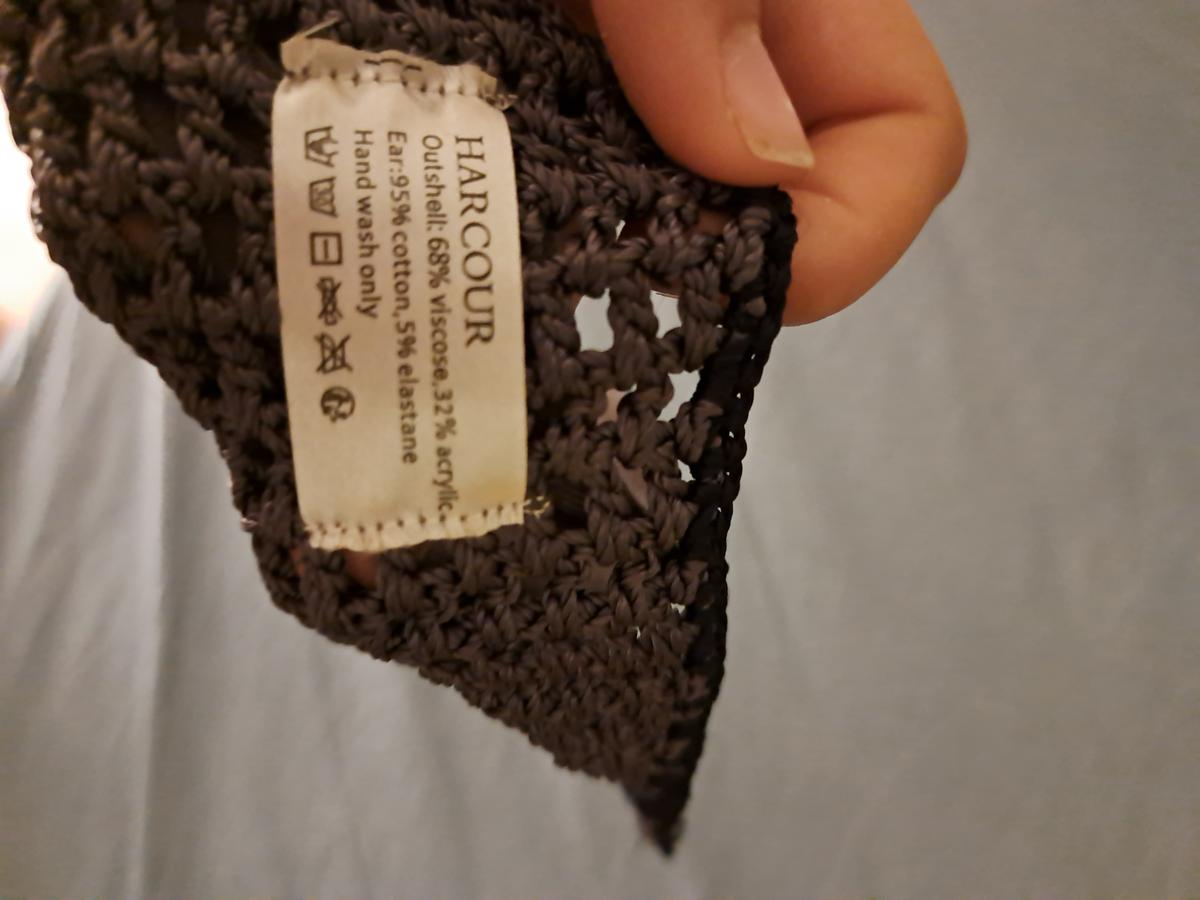 HARCOUR
Outshell: 68% viscose,32% acrylic.
Ear:95% cotton,5% elastane
Hand wash only